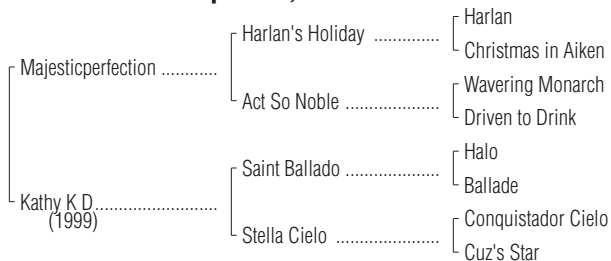 Harlan
Harlan's Holiday ..............
Christmas in Aiken
Majesticperfection ............
Wavering Monarch
Act So Noble .....................
Driven to Drink
Halo
Saint Ballado .....................
Ballade
Kathy K D...........................
(1999)
Conquistador Cielo
Stella Cielo .......................
Cuz's Star